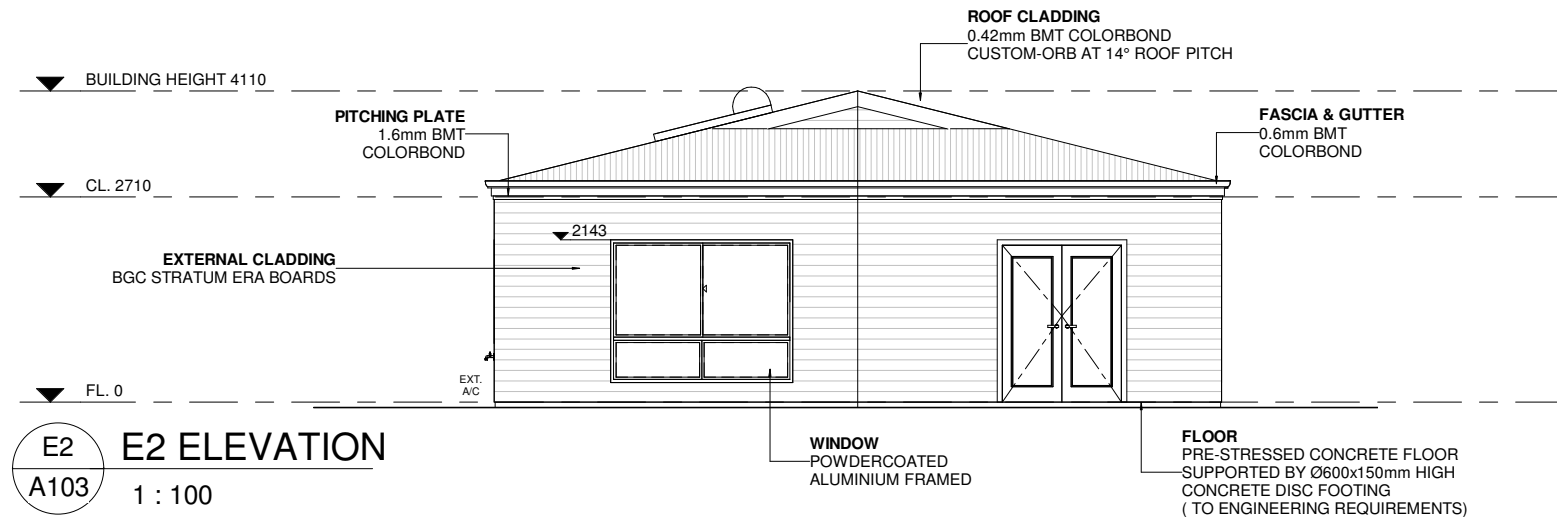 ROOF CLADDING
0.42mm BMT COLORBOND
CUSTOM-ORB AT 14° ROOF PITCH
BUILDING HEIGHT 4110
PITCHING PLATE
1.6mm BMT
COLORBOND
FASCIA & GUTTER
0.6mm BMT
COLORBOND
CL. 2710
2143
EXTERNAL CLADDING
BGC STRATUM ERA BOARDS
EXT.
A/C
FL. 0
E2
A103
E2 ELEVATION
1 : 100
WINDOW
POWDERCOATED
ALUMINIUM FRAMED
FLOOR
PRE-STRESSED CONCRETE FLOOR
SUPPORTED BY Ø600x150mm HIGH
CONCRETE DISC FOOTING
( TO ENGINEERING REQUIREMENTS)